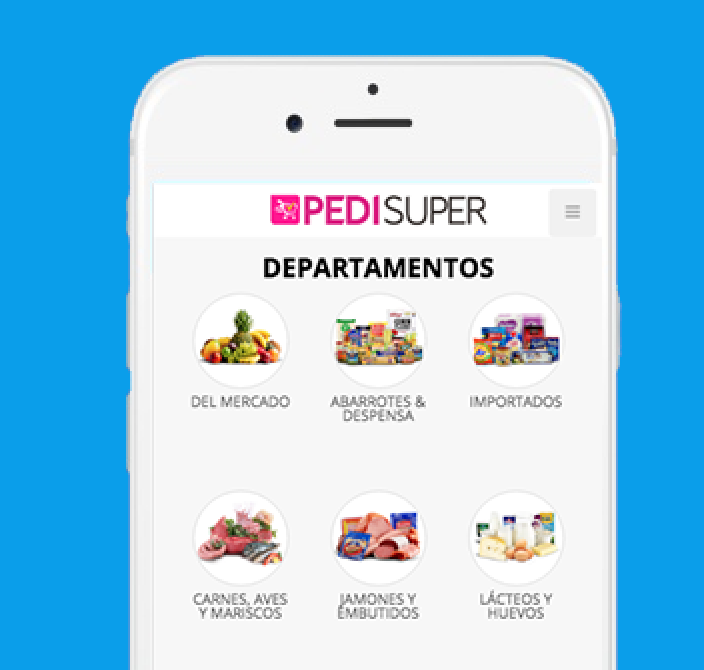 PEDISUPER
DEPARTAMENTOS
DEL MERCADO
ABARROTES &
DESPENSA
IMPORTADOS
CARNES, AVES
Y MARISCOS
JAMONES Y
EMBUTIDOS
LÁCTEOS Y
HUEVOS